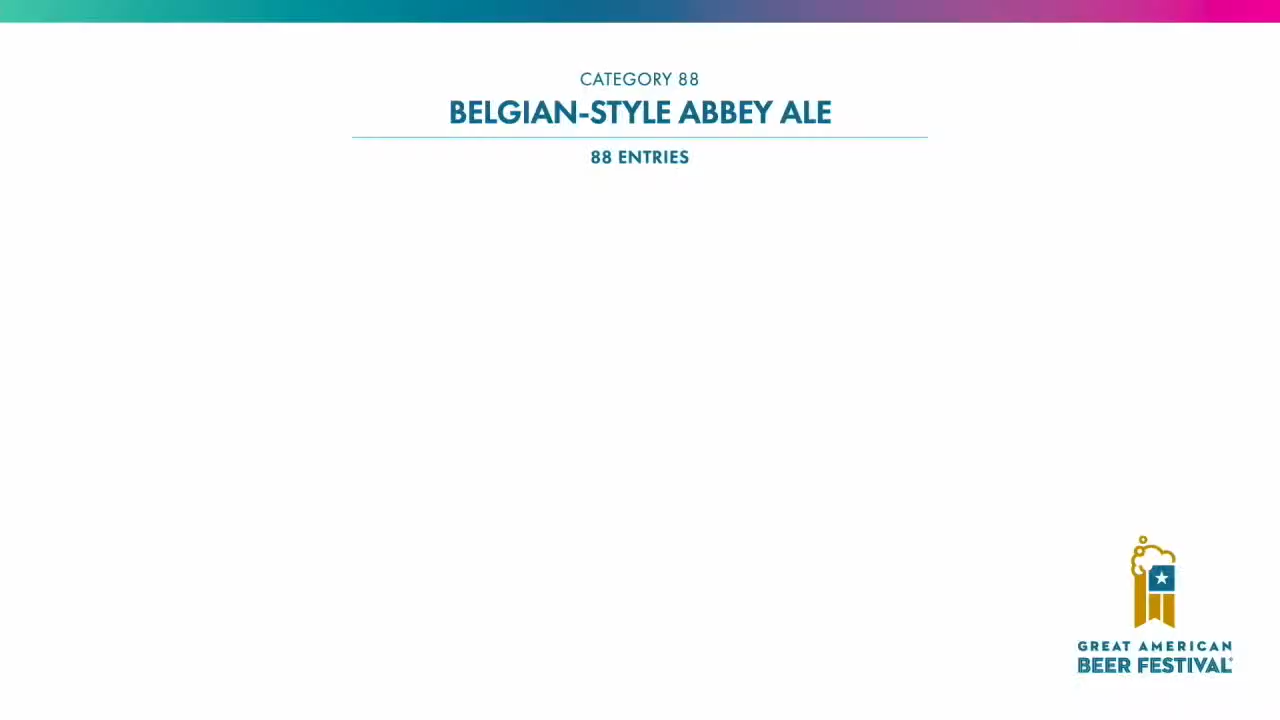 CATEGORY 88
BELGIAN-STYLE ABBEY ALE
88 ENTRIES
GREAT AMERICAN
BEER FESTIVAL